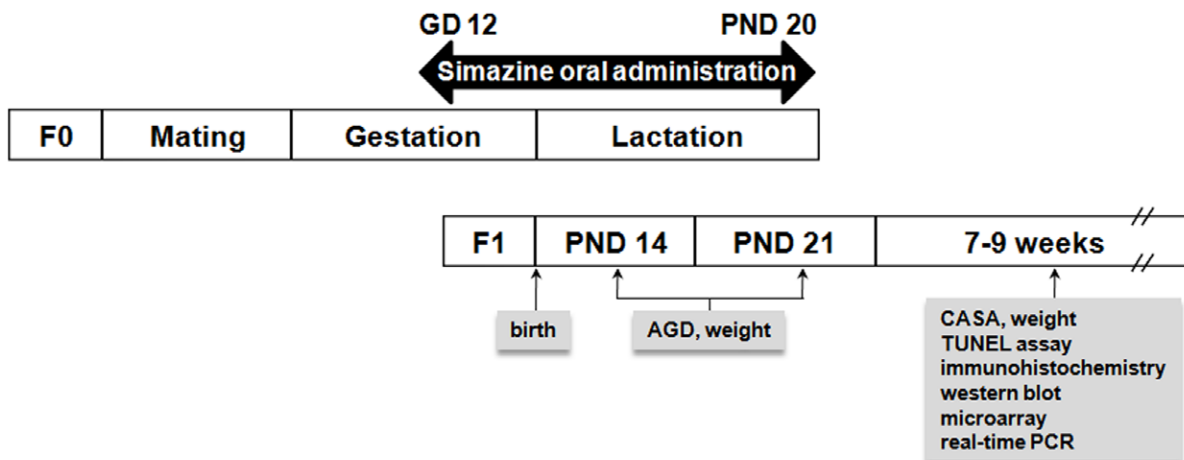 GD 12 PND 20
Simazine oral administration
F0 Mating Gestation Lactation
F1 PND 14 PND 21 7-9 weeks
birth
AGD, weight
CASA, weight
TUNEL assay
immunohistochemistry
western blot
microarray
real-time PCR